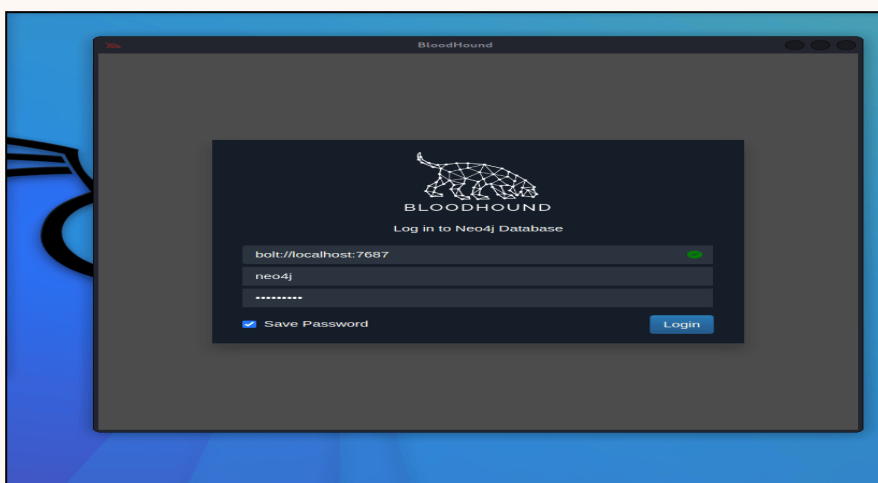 BloodHound
BLOODHOUND
Log in to Neo4j Database
bolt://localhost:7687
neo4j
•••••••••
Save Password
Login